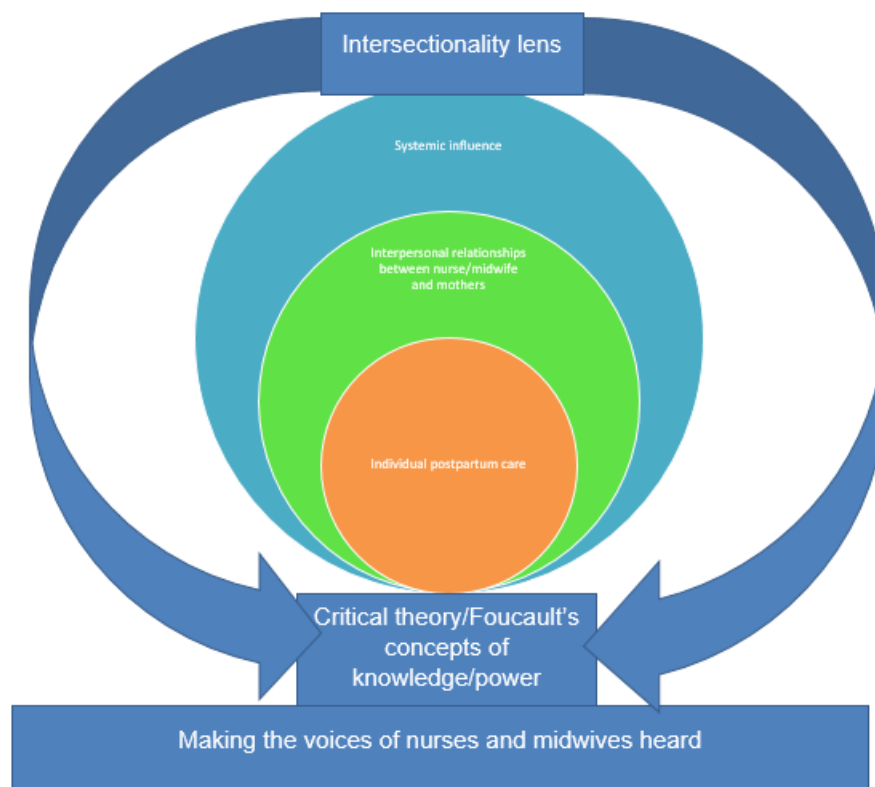 Intersectionality lens
Systemic influence
Interpersonal relationships
between nurse/midwife
and mothers
Individual postpartum care
Critical theory/Foucault's
concepts of
knowledge/power
Making the voices of nurses and midwives heard